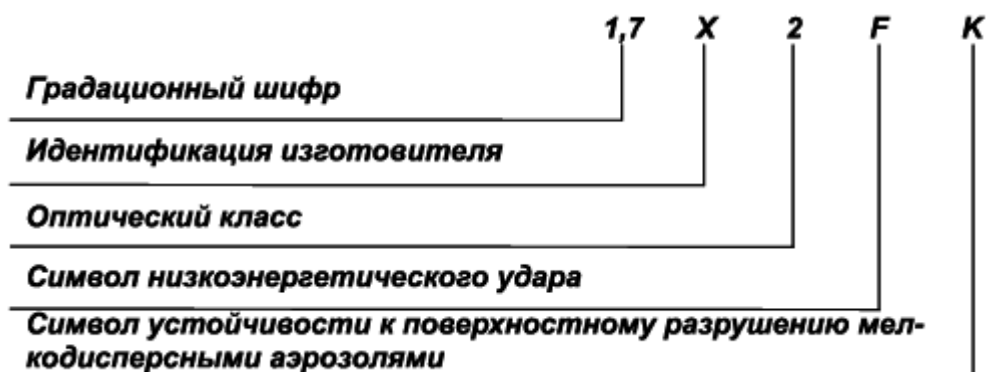 1,7 X 2 F K
Градационный шифр
Идентификация изготовителя
Оптический класс
Символ низкоэнергетического удара
Символ устойчивости к поверхностному разрушению мел-
кодисперсными аэрозолями